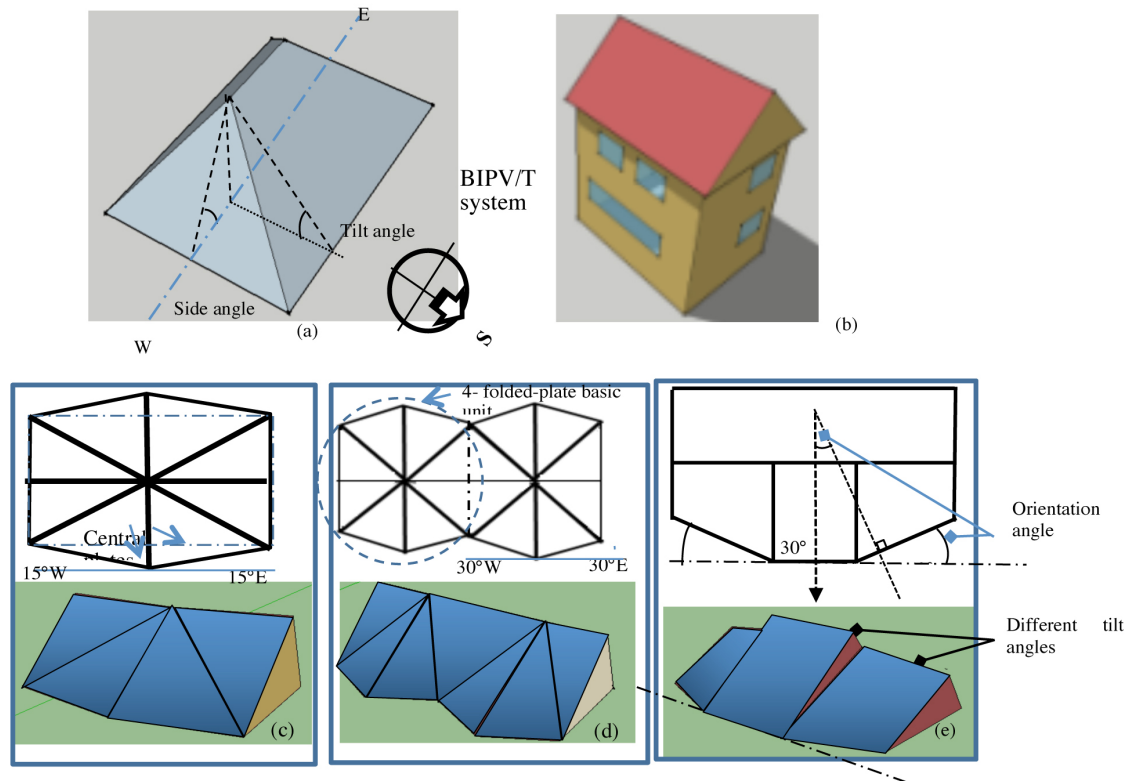 E
BIPV/T
system
Tilt angle
Side angle
(a)
S
W
(b)
4- folded-plate basic
unit
Central
plates
15°W
15°E
30°W
30°E
30°
Orientation
angle
Different tilt
angles
(c)
(d)
(e)